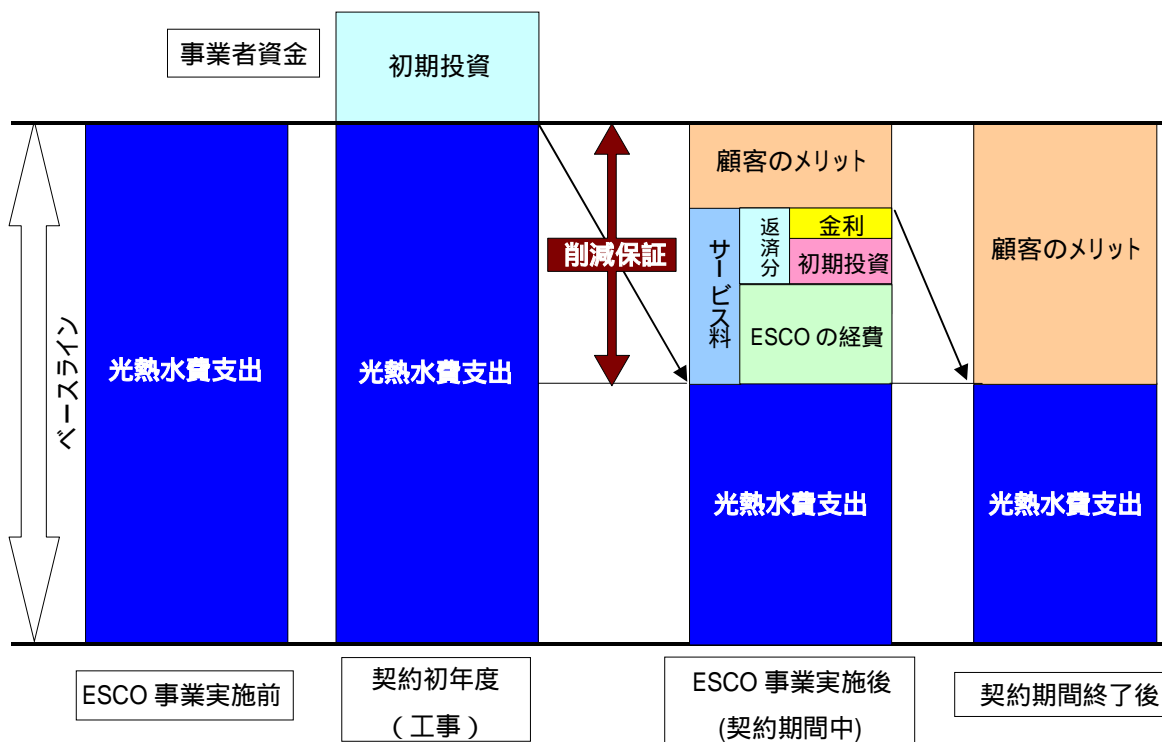 事業者資金
初期投資
ベースライン
光熱水費支出
光熱水費支出
削減保証
顧客のメリット
サービス料
返済分
金利
初期投資
ESCO の経費
光熱水費支出
顧客のメリット
光熱水費支出
ESCO 事業実施前
契約初年度
（工事）
ESCO 事業実施後
(契約期間中)
契約期間終了後